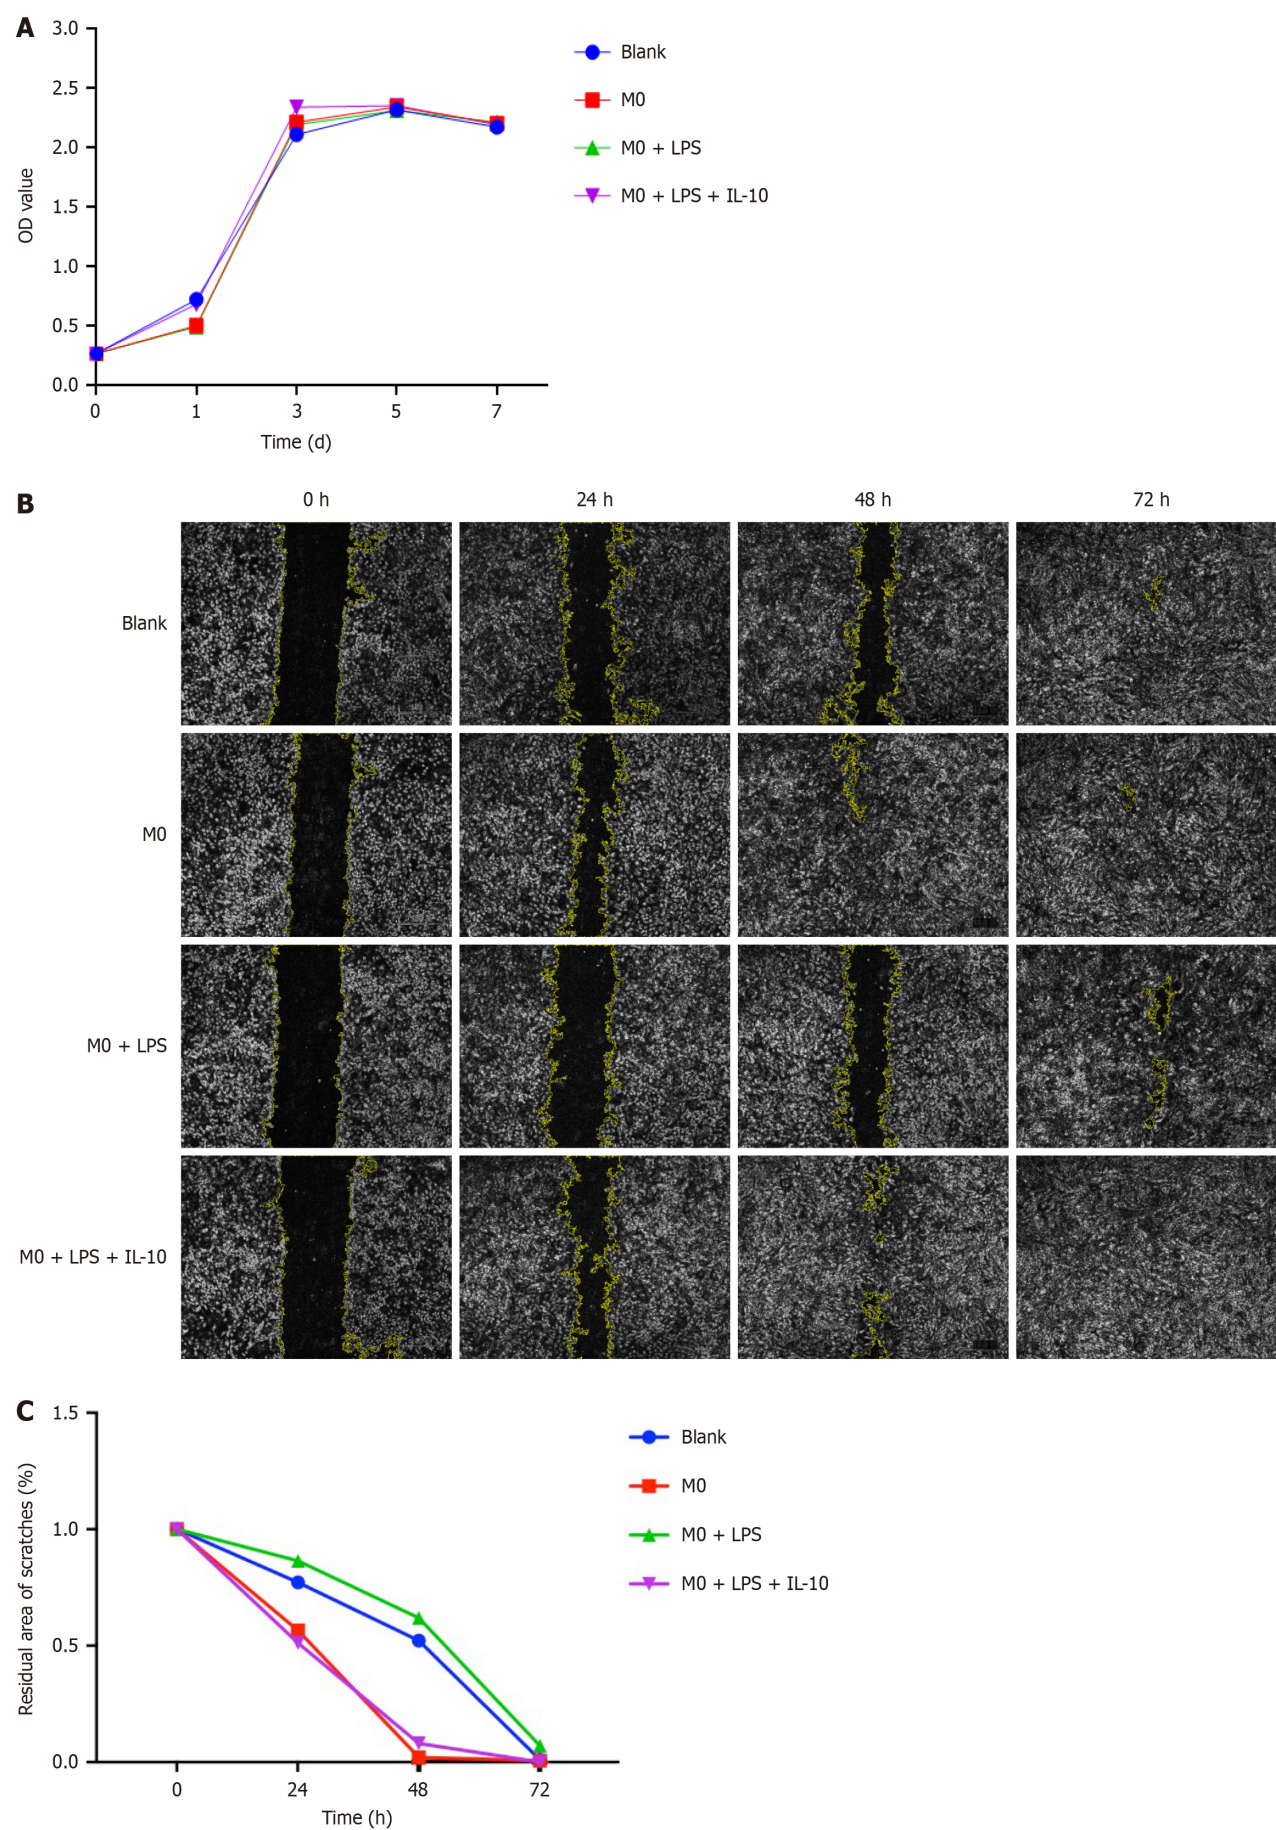 A
3.0
2.5
2.0
1.5
1.0
0.5
0.0
OD value
0 1 3 5 7
Time (d)
Blank
M0
M0 + LPS
M0 + LPS + IL-10
B
0 h 24 h 48 h 72 h
Blank
M0
M0 + LPS
M0 + LPS + IL-10
C
1.5
1.0
0.5
0.0
Residual area of scratches (%)
0 24 48 72
Time (h)
Blank
M0
M0 + LPS
M0 + LPS + IL-10